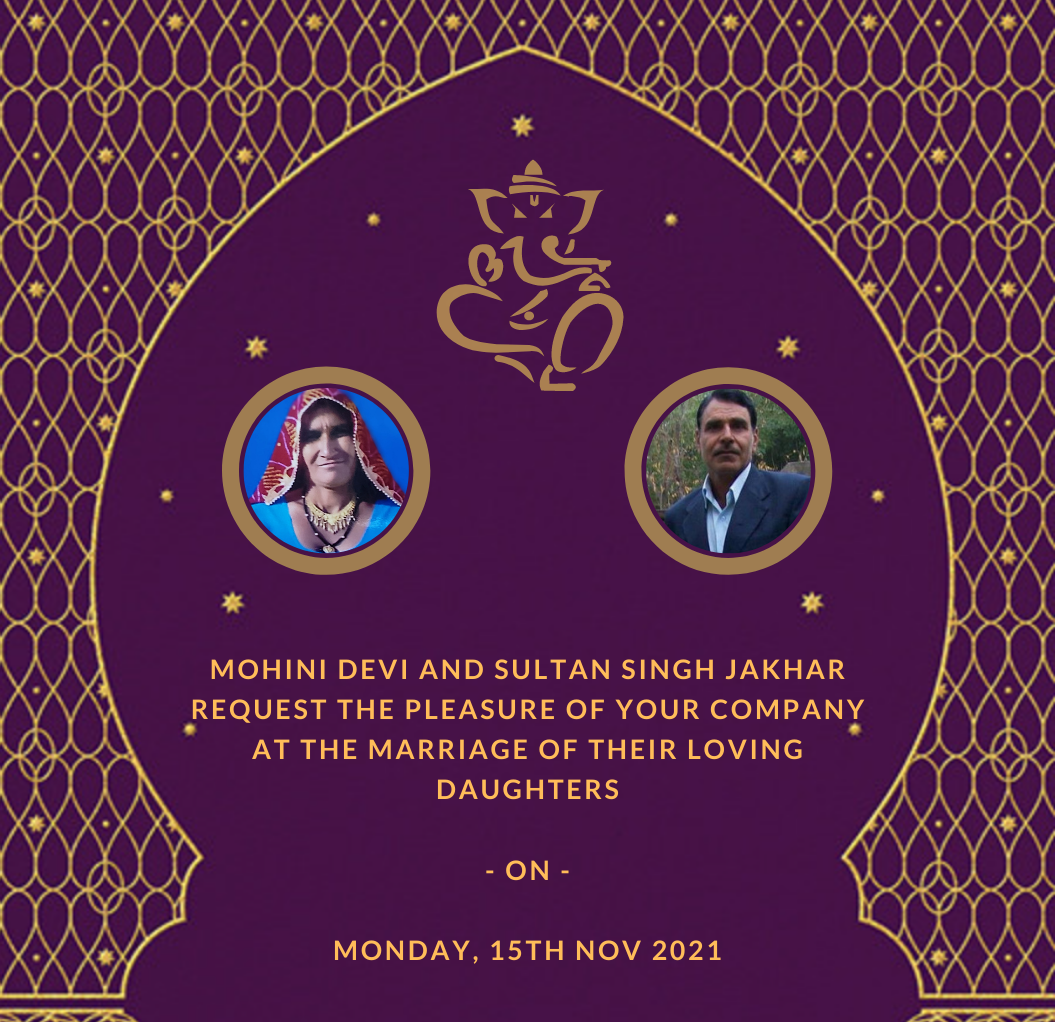 MOHINI DEVI AND SULTAN SINGH JAKHAR
REQUEST THE PLEASURE OF YOUR COMPANY
AT THE MARRIAGE OF THEIR LOVING
DAUGHTERS
- ON -
MONDAY, 15TH NOV 2021